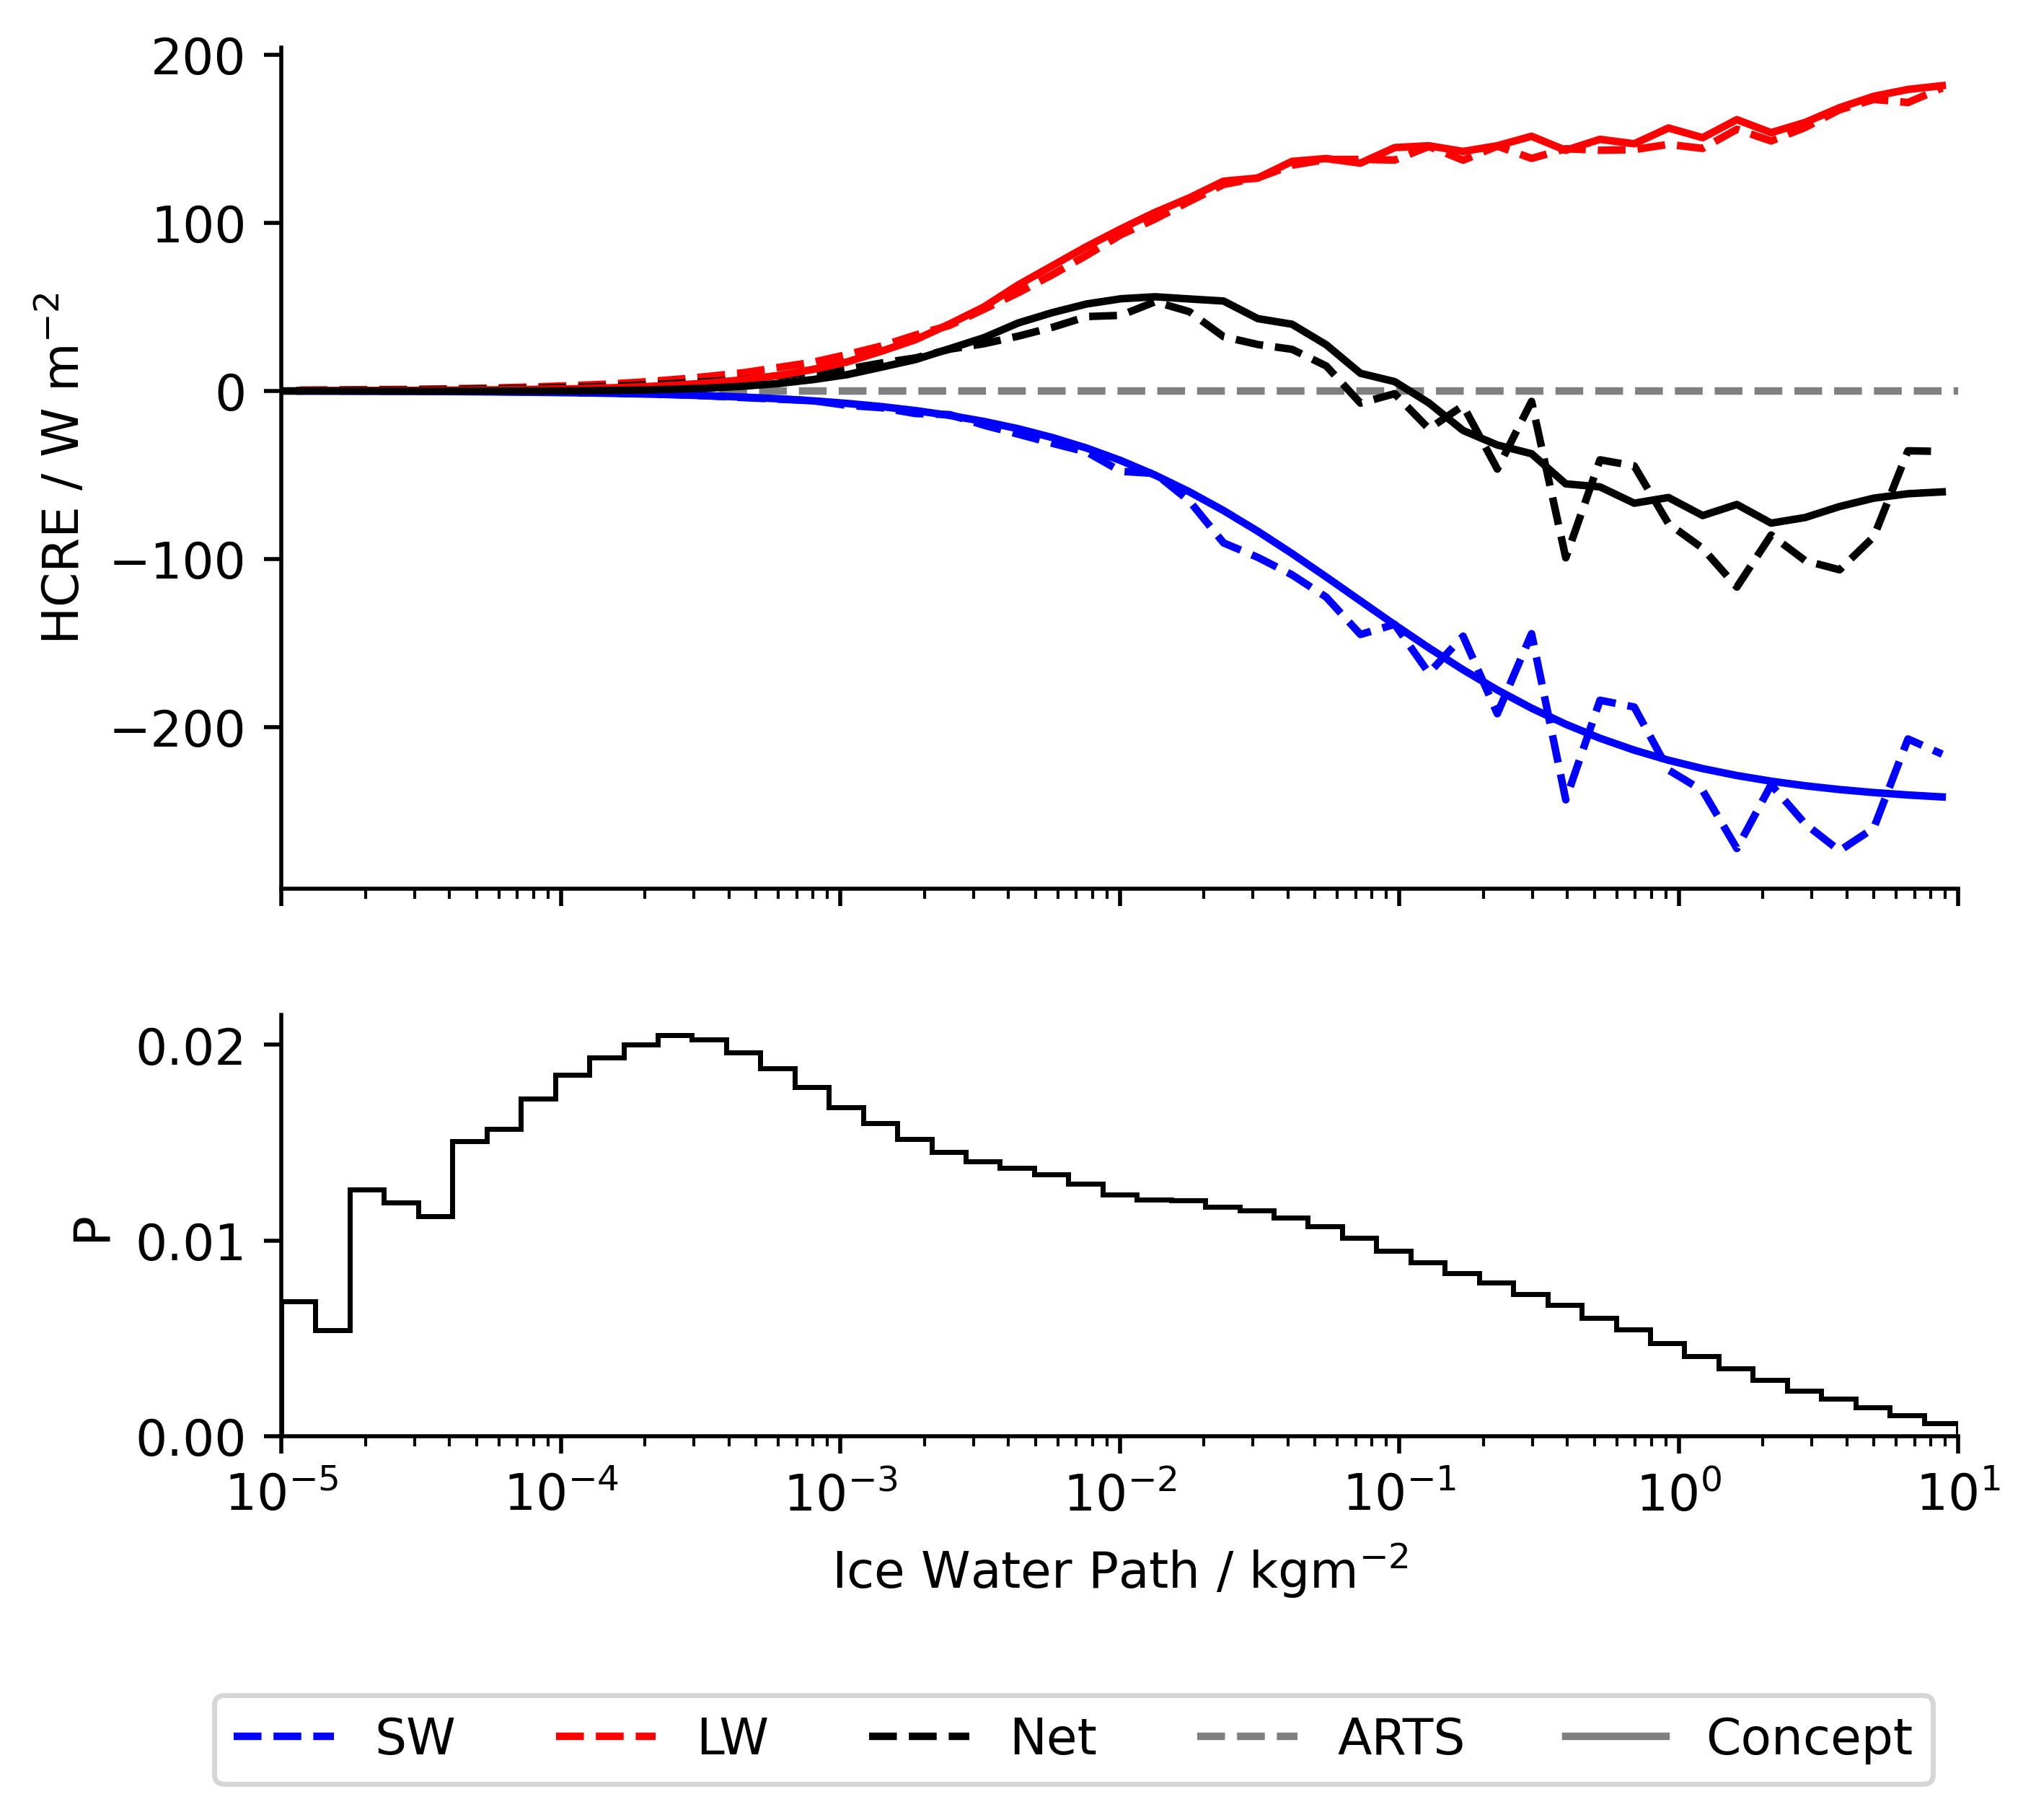 200
100
0
−100
−200
HCRE / W m⁻²
0.02
0.01
0.00
P
10⁻⁵ 10⁻⁴ 10⁻³ 10⁻² 10⁻¹ 10⁰ 10¹
Ice Water Path / kgm⁻²
SW LW Net ARTS Concept